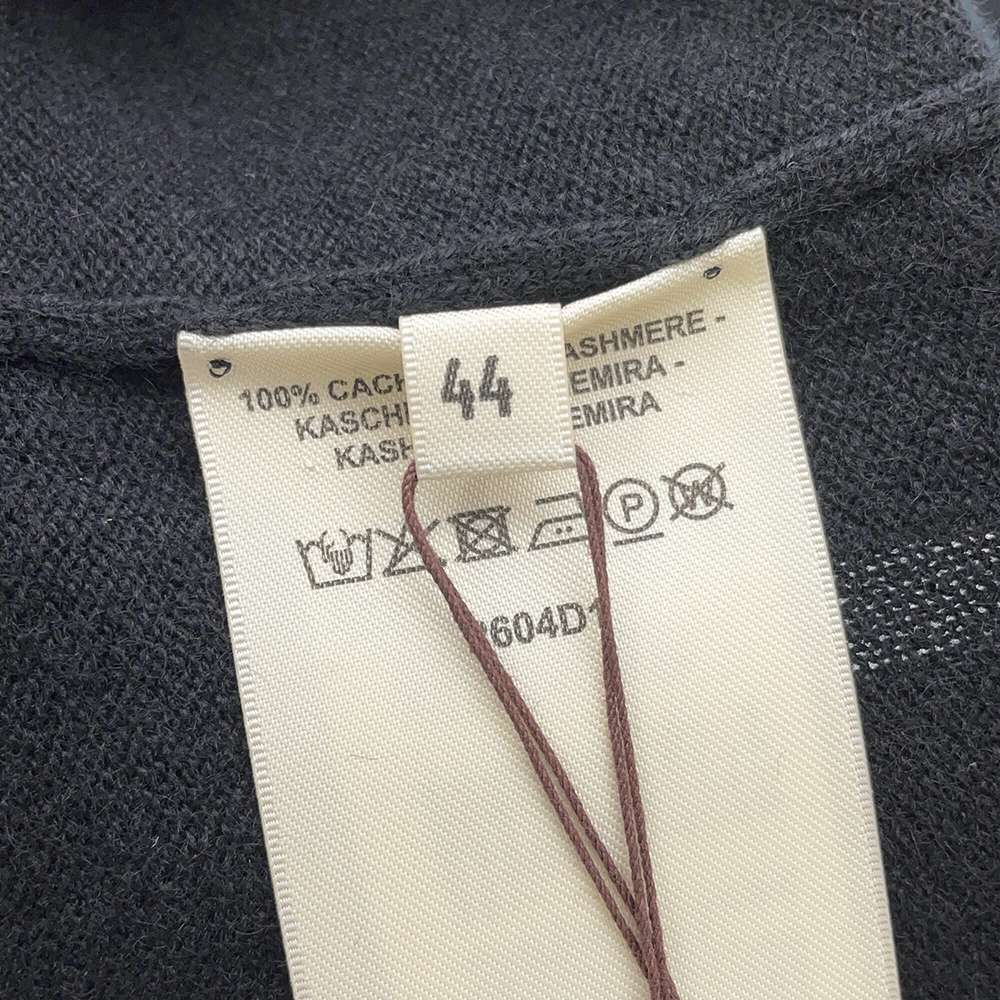 44
100% CACH ASHMERE -
KASCH EMIRA -
KASH EMIRA
P W
604D1